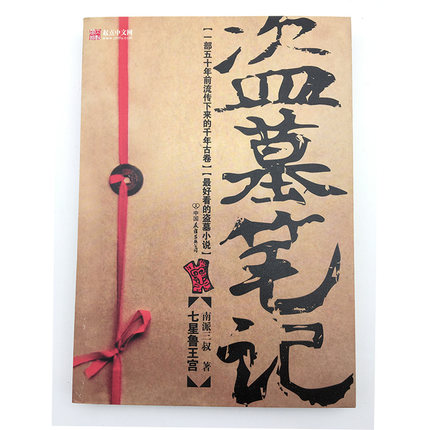 起点中文网
盗墓笔记
【一部五十年前流传下来的千年古卷】【最好看的盗墓小说】
中国友谊出版公司
南派三叔 著
七星鲁王宫